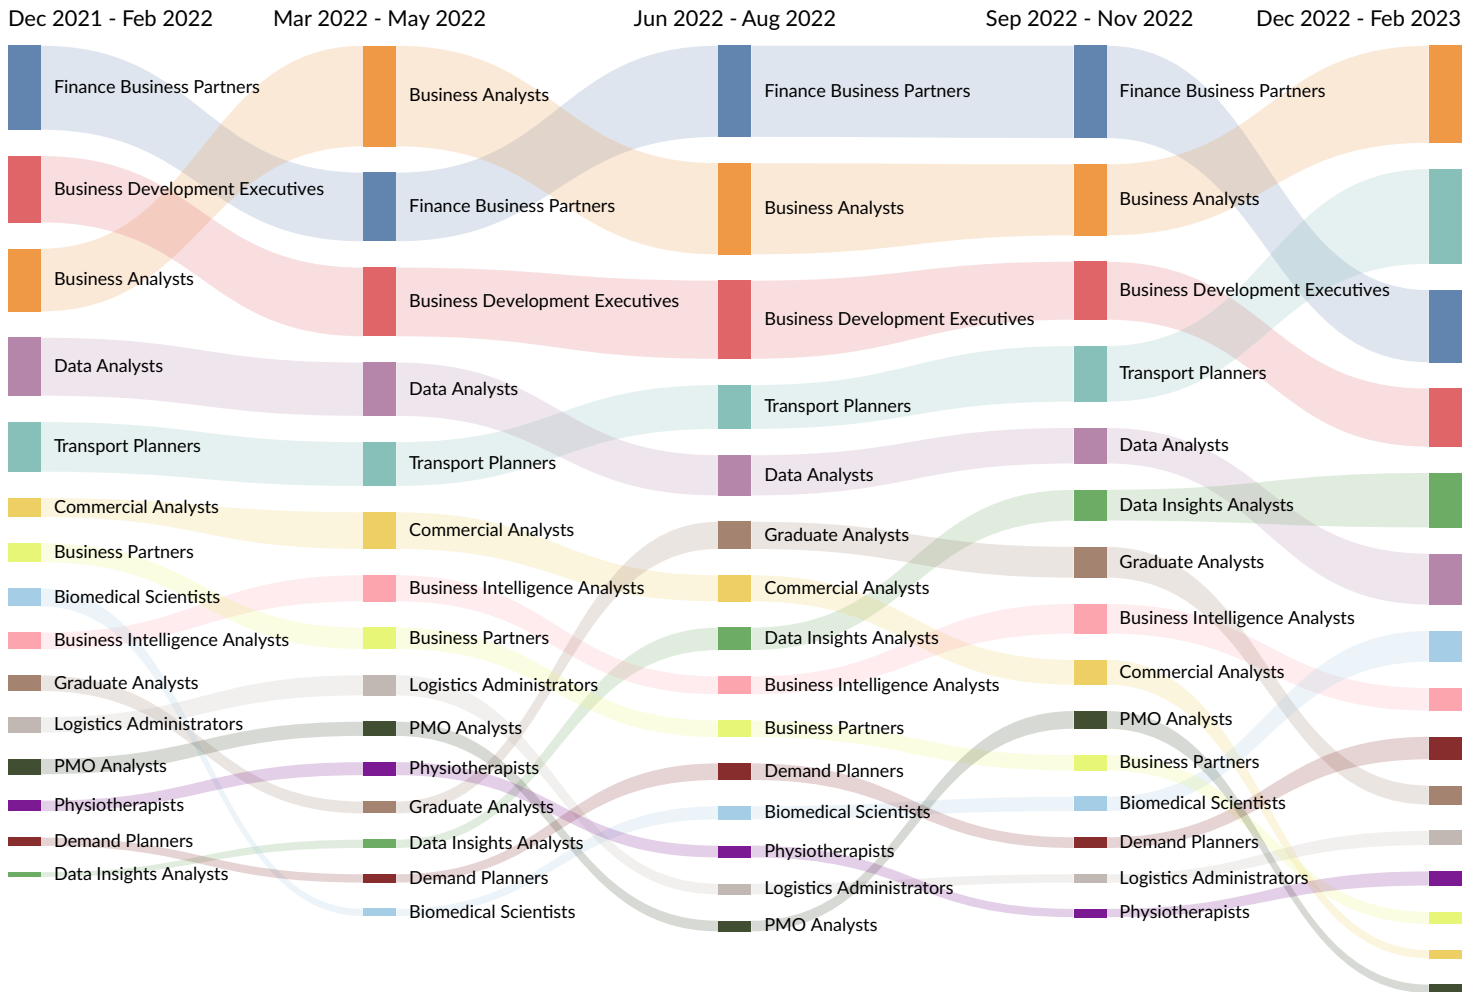 Dec 2021 - Feb 2022
Mar 2022 - May 2022
Jun 2022 - Aug 2022
Sep 2022 - Nov 2022
Dec 2022 - Feb 2023
Finance Business Partners
Business Development Executives
Business Analysts
Data Analysts
Transport Planners
Commercial Analysts
Business Partners
Biomedical Scientists
Business Intelligence Analysts
Graduate Analysts
Logistics Administrators
PMO Analysts
Physiotherapists
Demand Planners
Data Insights Analysts
Business Analysts
Finance Business Partners
Business Development Executives
Data Analysts
Transport Planners
Commercial Analysts
Business Intelligence Analysts
Business Partners
Logistics Administrators
PMO Analysts
Physiotherapists
Graduate Analysts
Data Insights Analysts
Demand Planners
Biomedical Scientists
Finance Business Partners
Business Analysts
Business Development Executives
Transport Planners
Data Analysts
Graduate Analysts
Commercial Analysts
Data Insights Analysts
Business Intelligence Analysts
Business Partners
Demand Planners
Biomedical Scientists
Physiotherapists
Logistics Administrators
PMO Analysts
Finance Business Partners
Business Analysts
Business Development Executives
Transport Planners
Data Analysts
Data Insights Analysts
Graduate Analysts
Business Intelligence Analysts
Commercial Analysts
PMO Analysts
Business Partners
Biomedical Scientists
Demand Planners
Logistics Administrators
Physiotherapists